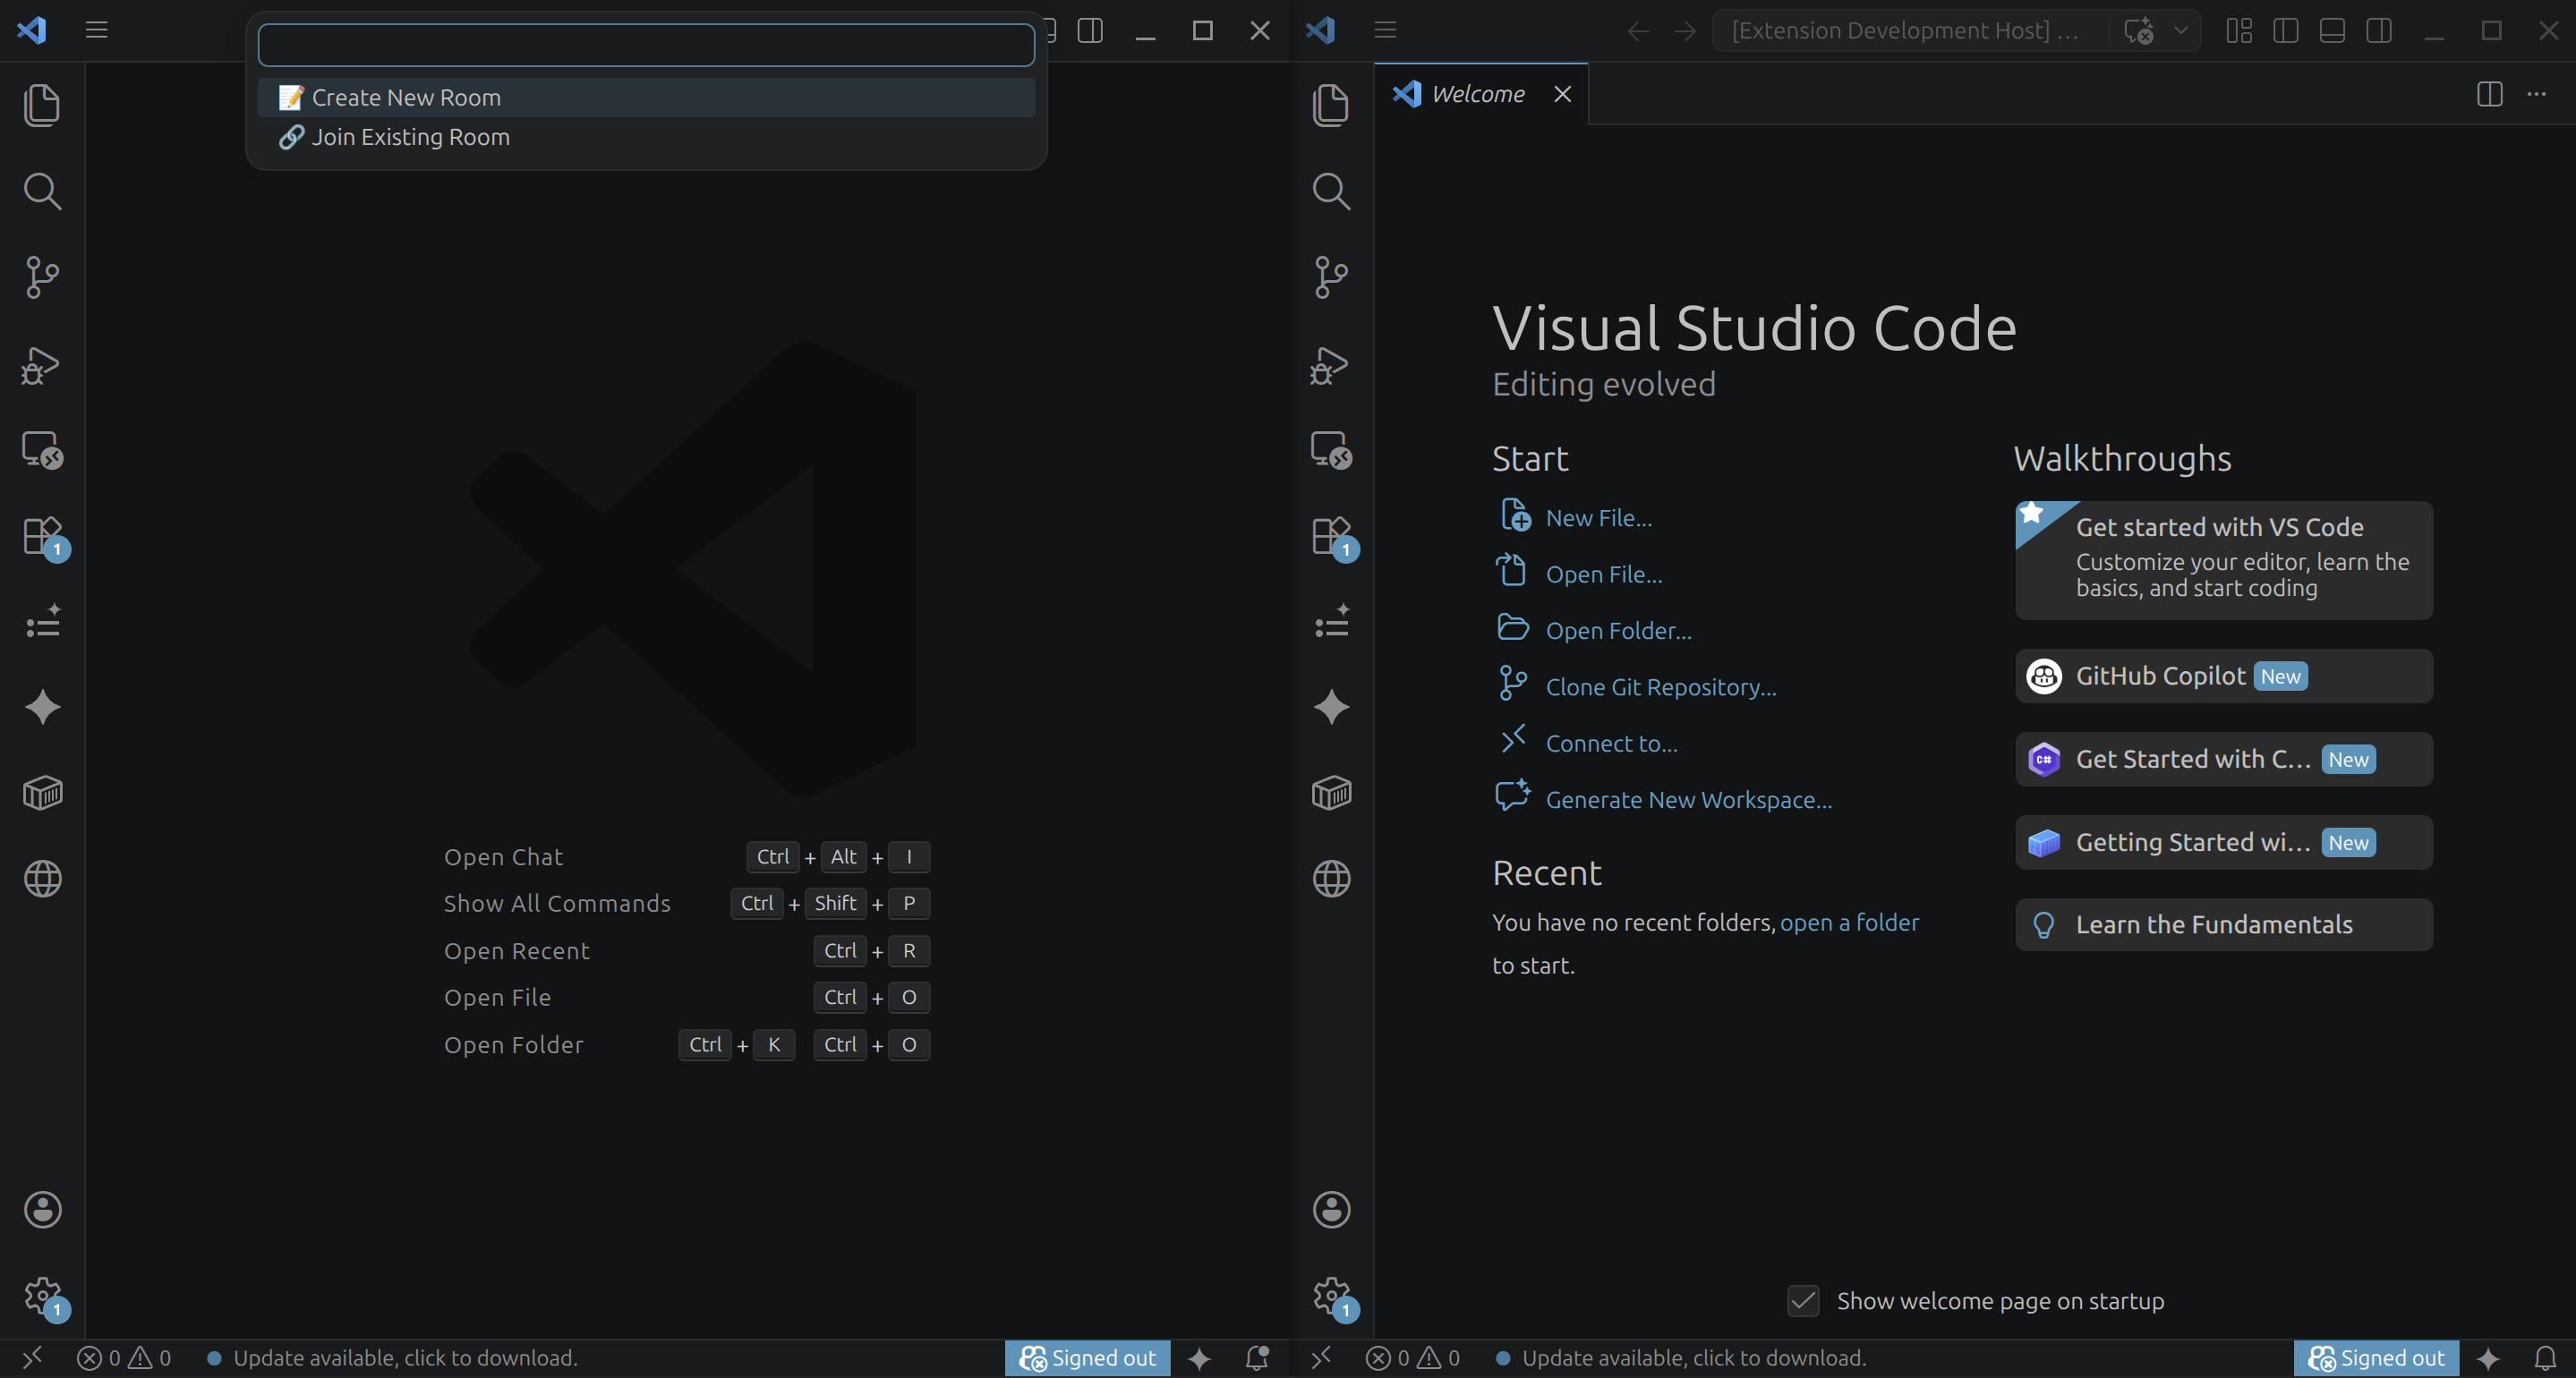 Create New Room
Join Existing Room
1
Open Chat Ctrl + Alt + I
Show All Commands Ctrl + Shift + P
Open Recent Ctrl + R
Open File Ctrl + O
Open Folder Ctrl + K Ctrl + O
1
0 0 Update available, click to download. Signed out
[Extension Development Host] ...
Welcome
1
Visual Studio Code
Editing evolved
Start
New File...
Open File...
Open Folder...
Clone Git Repository...
Connect to...
Generate New Workspace...
Recent
You have no recent folders, open a folder
to start.
Walkthroughs
Get started with VS Code
Customize your editor, learn the
basics, and start coding
GitHub Copilot New
C# Get Started with C... New
Getting Started wi... New
Learn the Fundamentals
Show welcome page on startup
1
0 0 Update available, click to download. Signed out